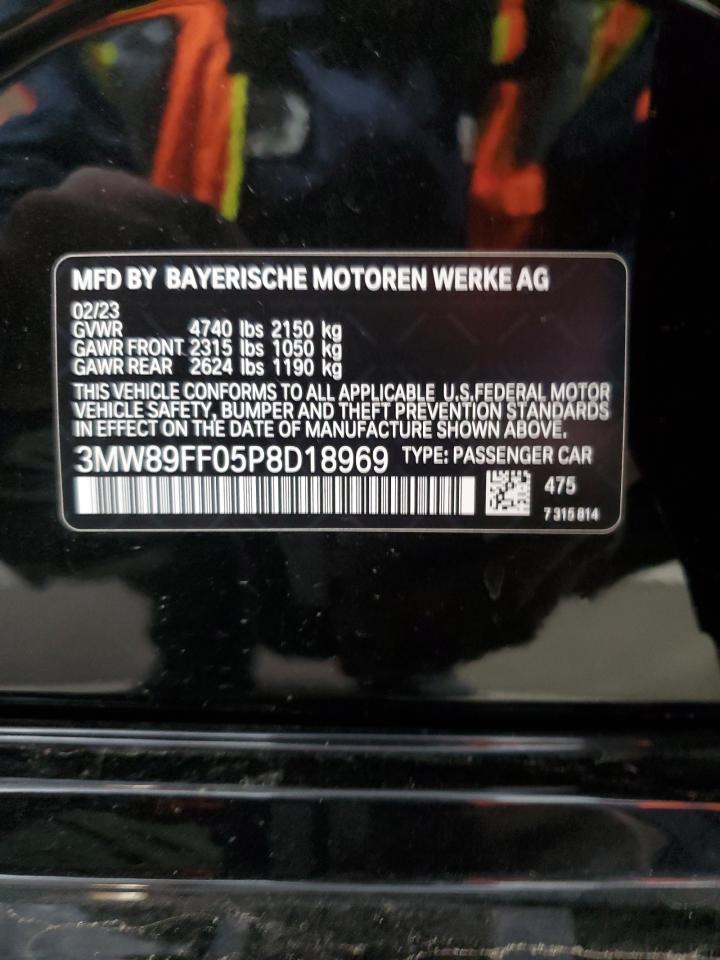 MFD BY BAYERISCHE MOTOREN WERKE AG
02/23
GVWR 4740 lbs 2150 kg
GAWR FRONT 2315 lbs 1050 kg
GAWR REAR 2624 lbs 1190 kg
THIS VEHICLE CONFORMS TO ALL APPLICABLE U.S.FEDERAL MOTOR
VEHICLE SAFETY, BUMPER AND THEFT PREVENTION STANDARDS
IN EFFECT ON THE DATE OF MANUFACTURE SHOWN ABOVE.
3MW89FF05P8D18969 TYPE: PASSENGER CAR
475
7 315 814